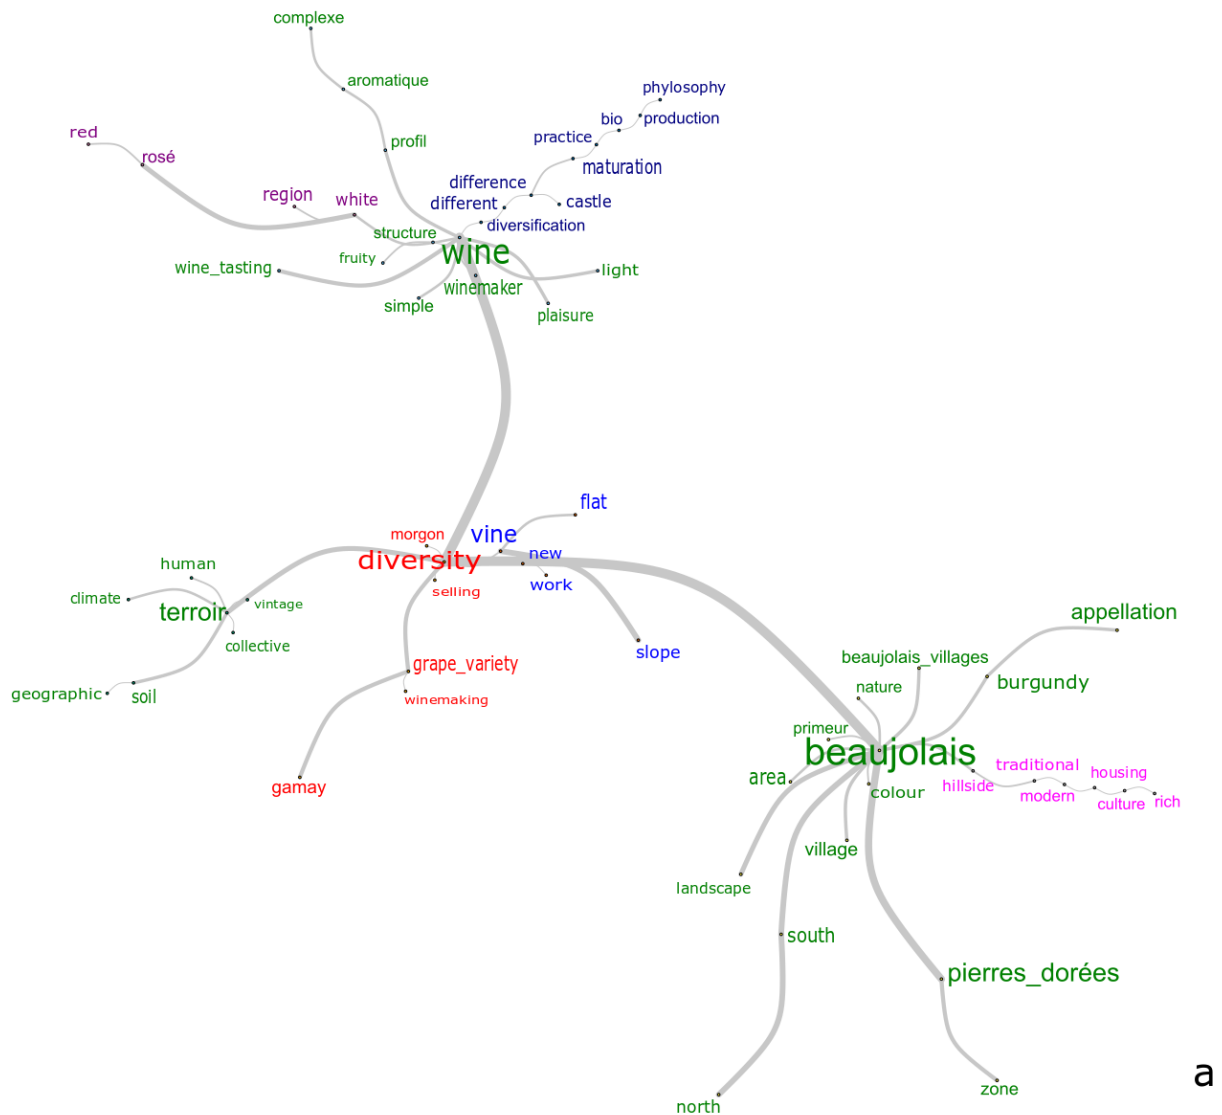 complexe
aromatique
phylosophy
bio
production
red
rosé
profil
practice
maturation
difference
region
white
different
castle
diversification
structure
wine
fruity
wine_tasting
light
winemaker
simple
plaisure
flat
morgon
vine
diversity
new
human
work
selling
climate
terroir
vintage
appellation
collective
slope
beaujolais_villages
grape_variety
burgundy
nature
geographic
soil
winemaking
primeur
beaujolais
traditional
housing
area
hillside
gamay
colour
modern
culture
rich
village
landscape
south
pierres_dorées
a
zone
north